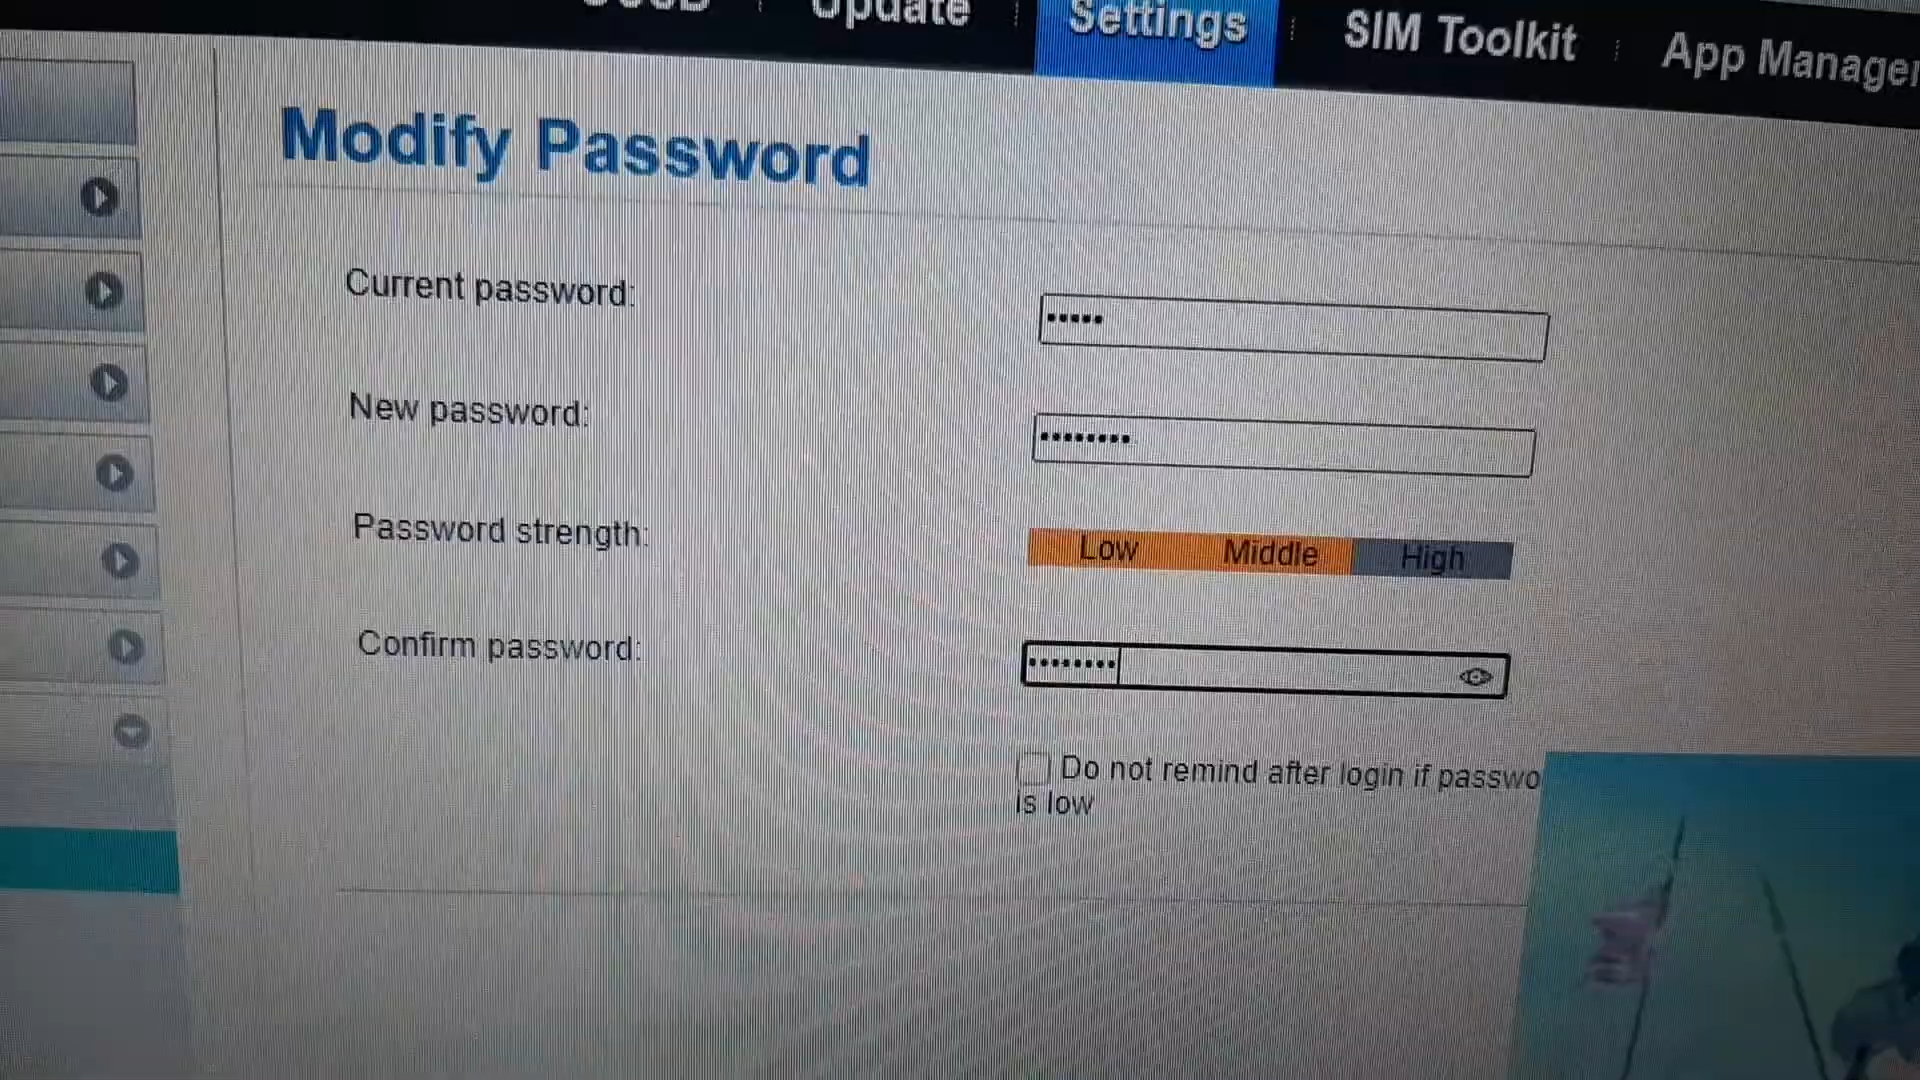 Update
Settings
SIM Toolkit
App Manager
Modify Password
Current password:
•••••
New password:
••••••••
Password strength:
Low Middle High
Confirm password:
••••••••
Do not remind after login if passwo
is low